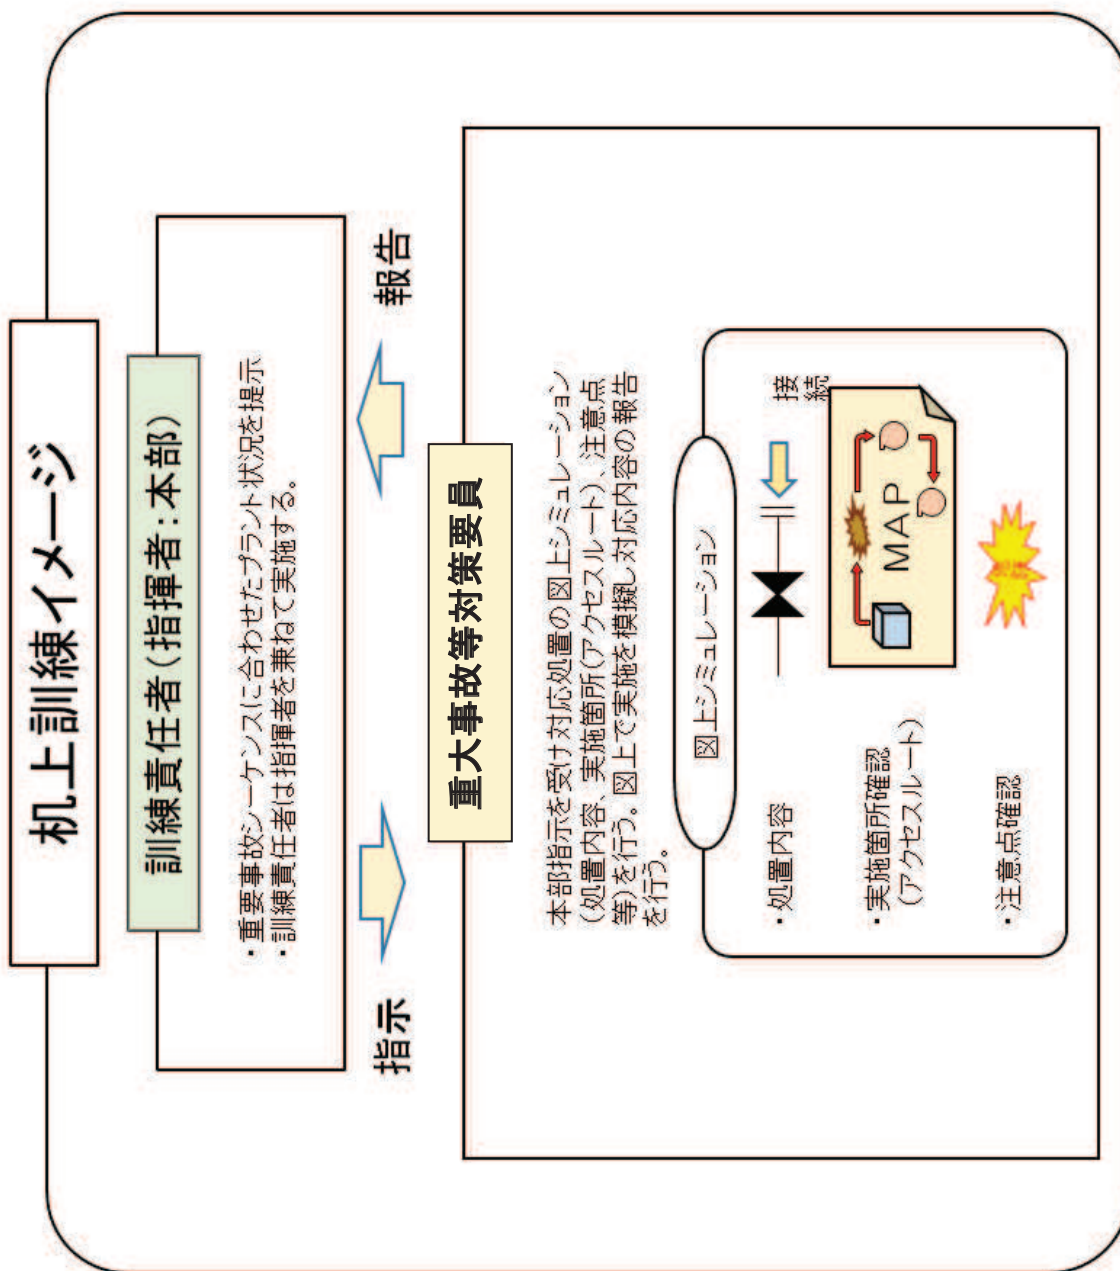 机上訓練イメージ
訓練責任者(指揮者:本部)
・重要事故シーケンスに合わせたプラント状況を提示
・訓練責任者は指揮者を兼ねて実施する。
指示
報告
重大事故等対策要員
本部指示を受け対応処置の図上シミュレーション
(処置内容、実施箇所(アクセスルート)、注意点
等)を行う。図上で実施を模擬し対応内容の報告
を行う。
図上シミュレーション
・処置内容
接
続
・実施箇所確認
(アクセスルート)
MAP
・注意点確認